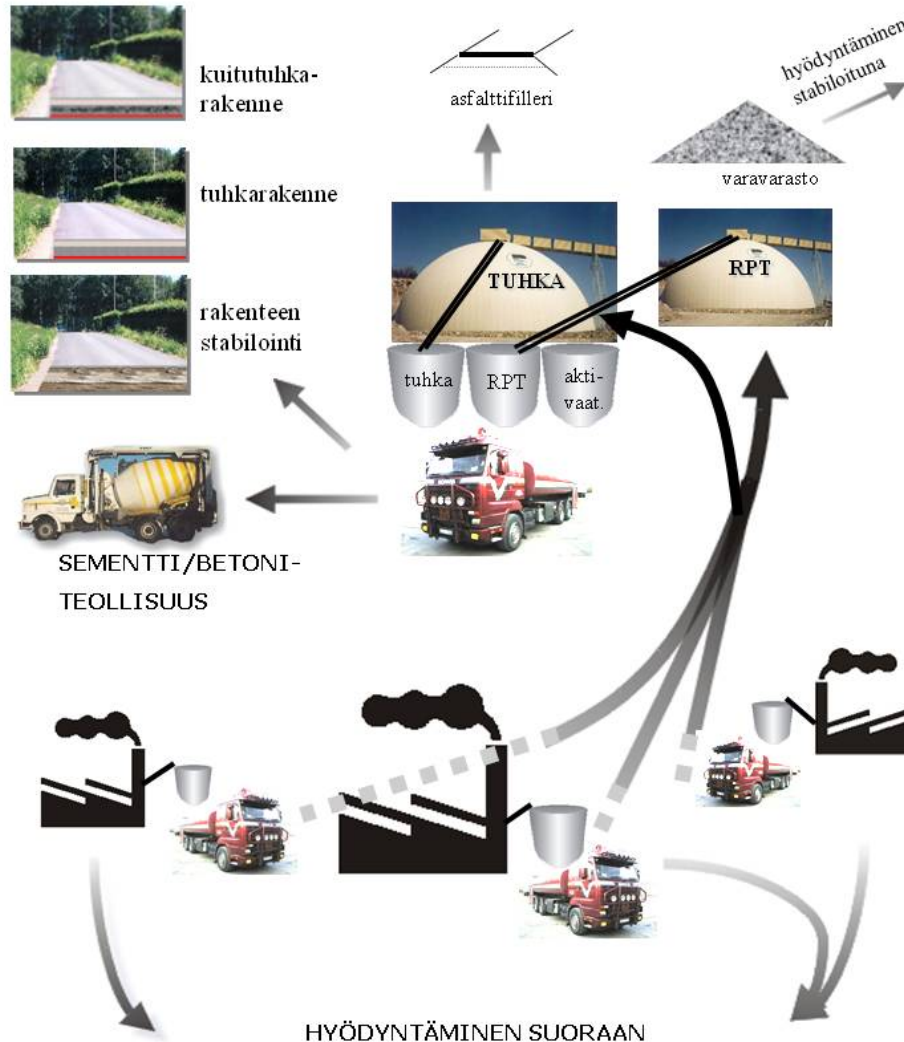 kuitutuhka-
rakenne
tuhkarakenne
rakenteen
stabilointi
asfalttifilleri
hyödyntäminen
stabiloituna
varavarasto
TUHKA
RPT
tuhka
RPT
akti-
vaat.
SEMENTTI/BETONI-
TEOLLISUUS
HYÖDYNTÄMINEN SUORAAN